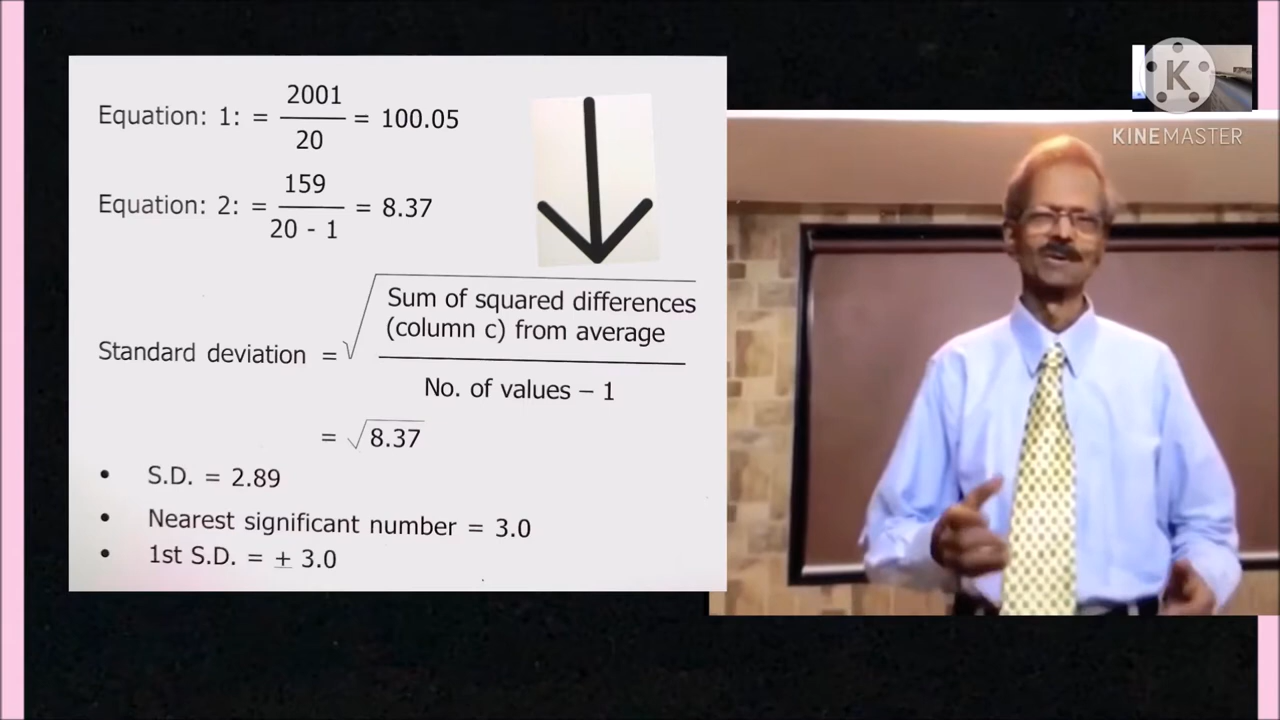 Equation: 1: = 2001 / 20 = 100.05
Equation: 2: = 159 / 20 - 1 = 8.37
Standard deviation = √ Sum of squared differences (column c) from average / No. of values – 1
= √8.37
• S.D. = 2.89
• Nearest significant number = 3.0
• 1st S.D. = ± 3.0
K
KINEMASTER